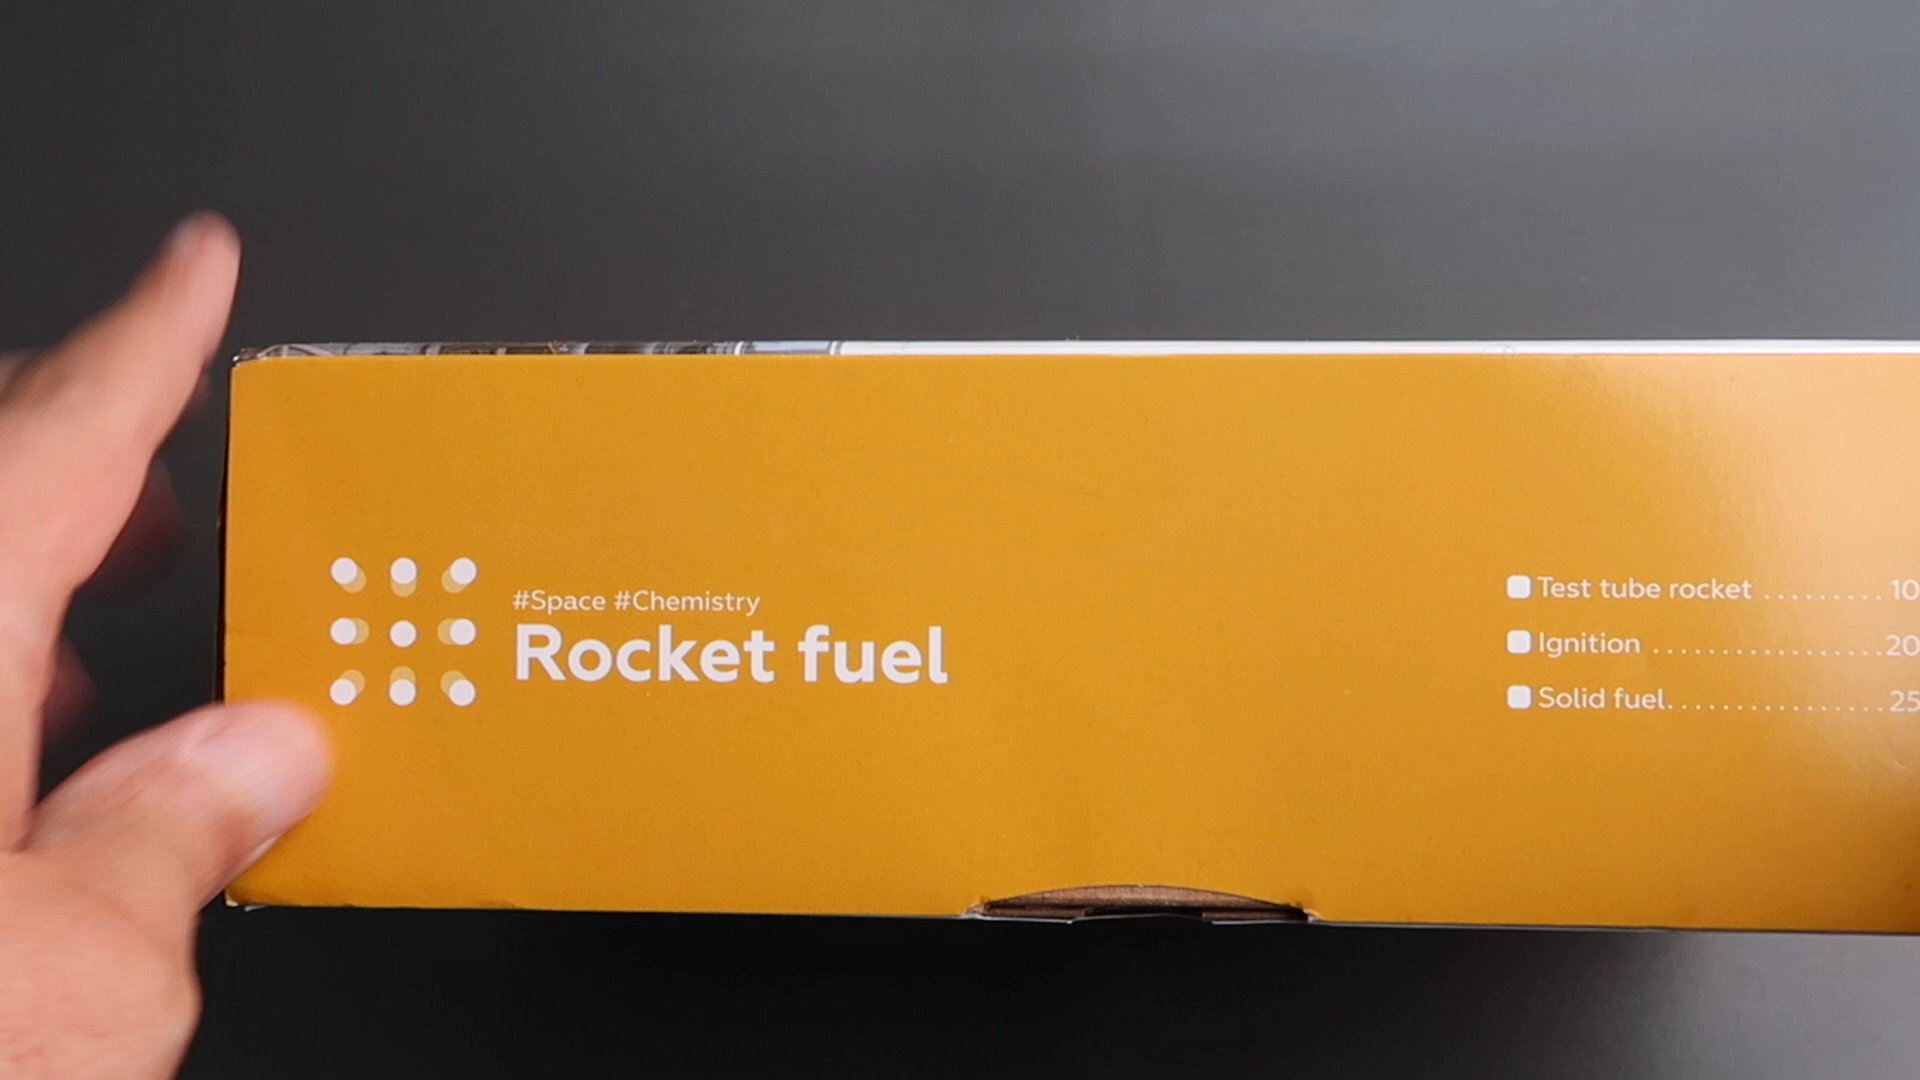 #Space #Chemistry
Rocket fuel
Test tube rocket ......... 10
Ignition .................. 20
Solid fuel................. 25